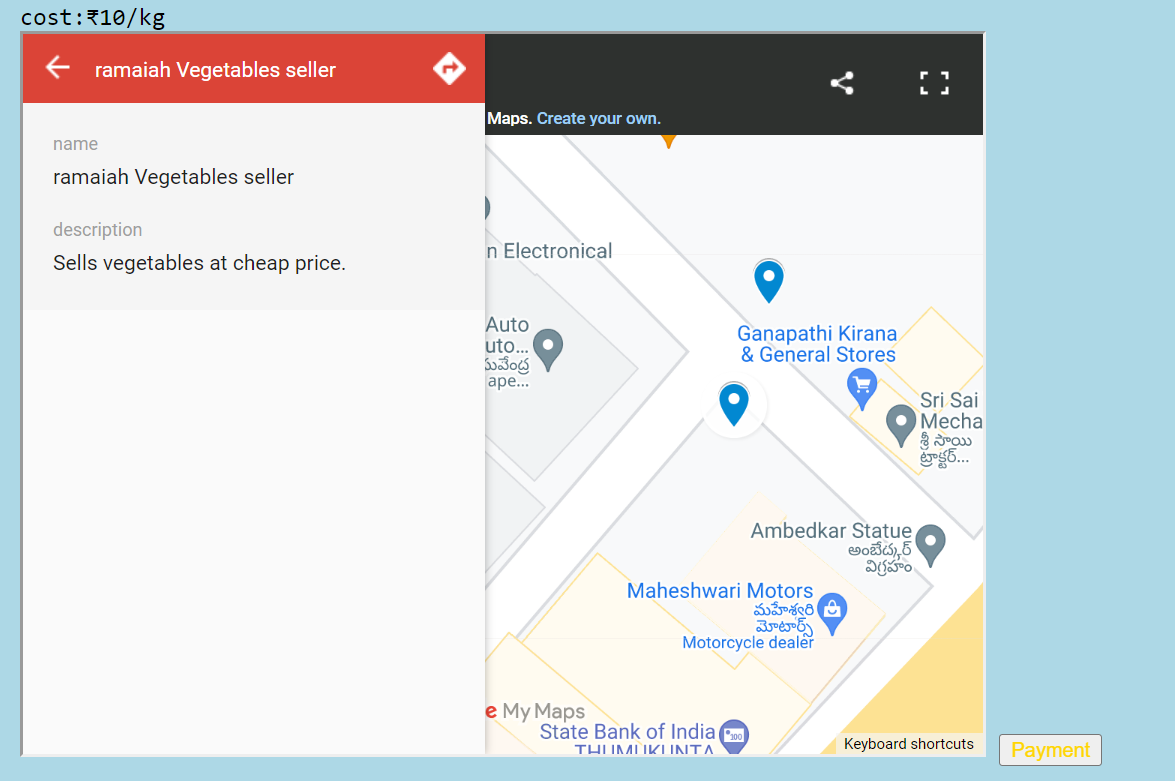 cost:₹10/kg
ramaiah Vegetables seller
Maps. Create your own.
name
ramaiah Vegetables seller
description
Sells vegetables at cheap price.
n Electronical
Auto
uto...
ape...
Ganapathi Kirana
& General Stores
Sri Sai
Mecha
శ్రీ సాయి
ట్రాక్టర్...
Ambedkar Statue
అంబేద్కర్
విగ్రహం
Maheshwari Motors
మహేశ్వరి
మోటార్స్
Motorcycle dealer
e My Maps
State Bank of India
THUMUKUNTA
Keyboard shortcuts
Payment